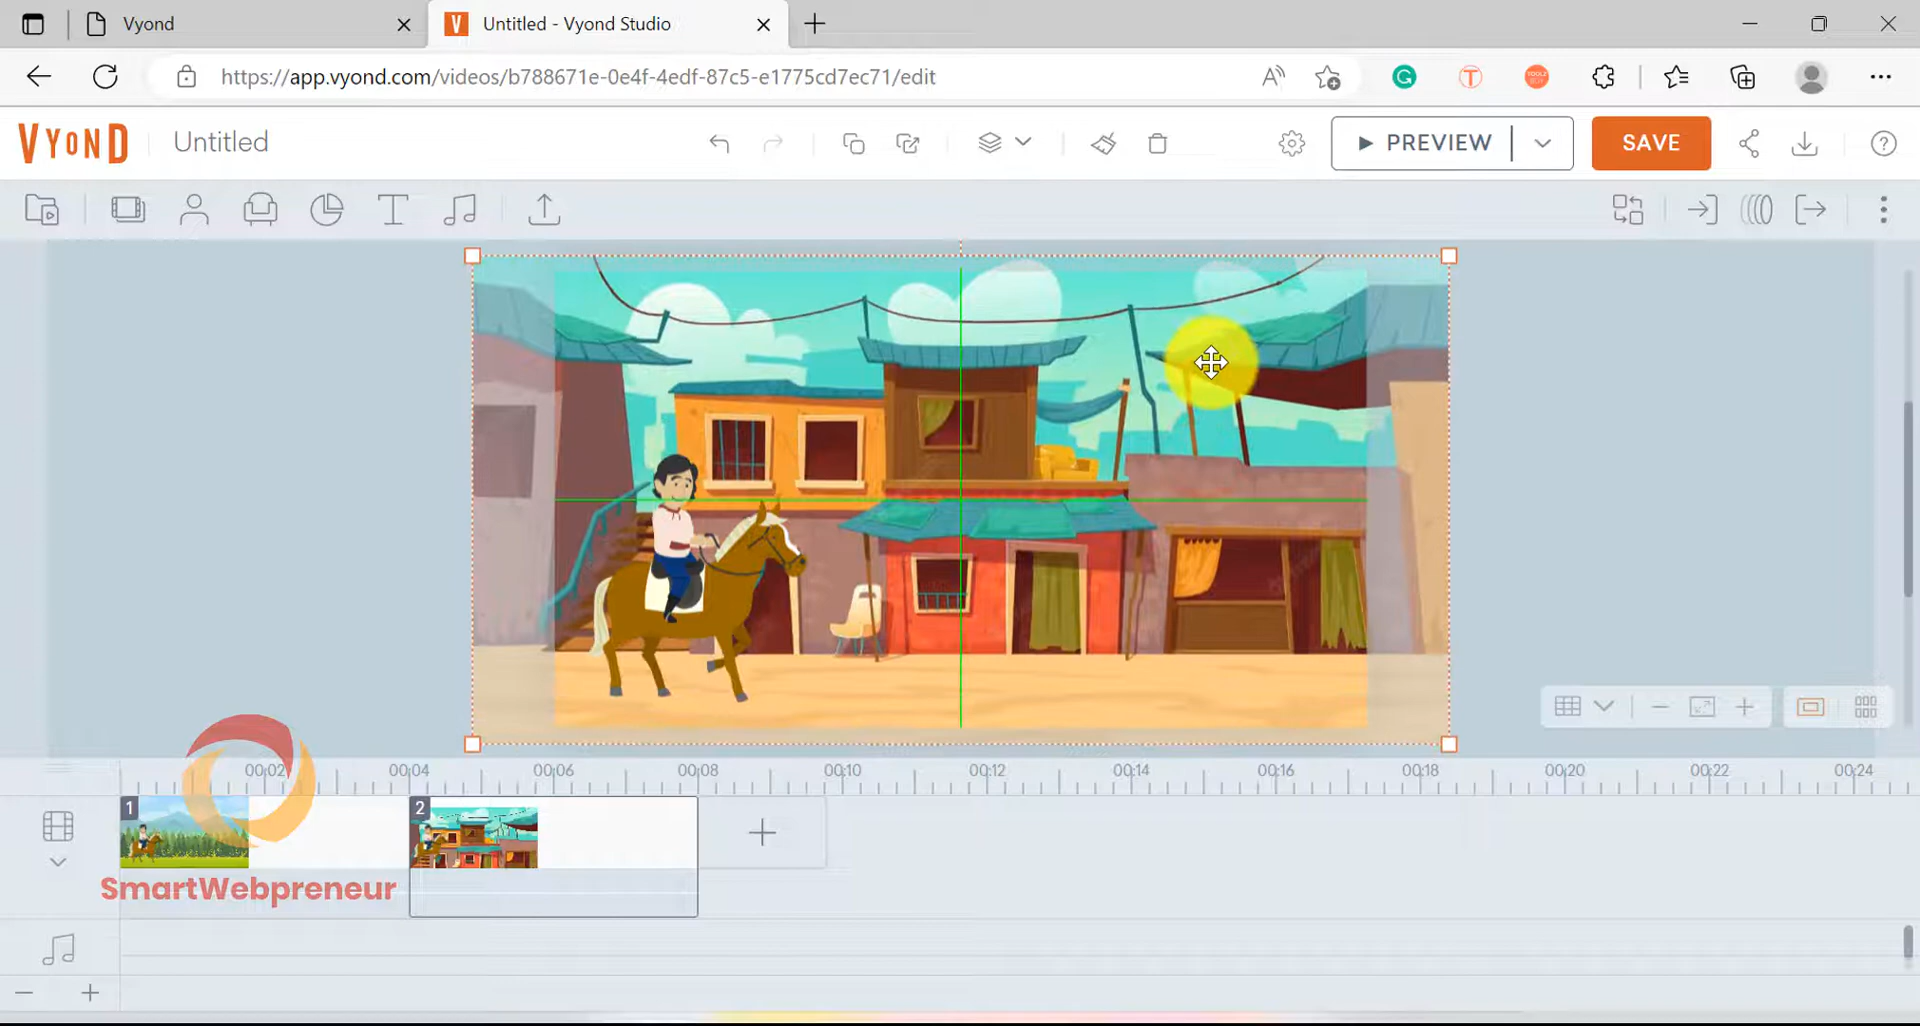 Vyond
Untitled - Vyond Studio
https://app.vyond.com/videos/b788671e-0e4f-4edf-87c5-e1775cd7ec71/edit
VYOND
Untitled
PREVIEW
SAVE
00:02
00:04
00:06
00:08
00:10
00:12
00:14
00:16
00:18
00:20
00:22
00:24
1
2
SmartWebpreneur